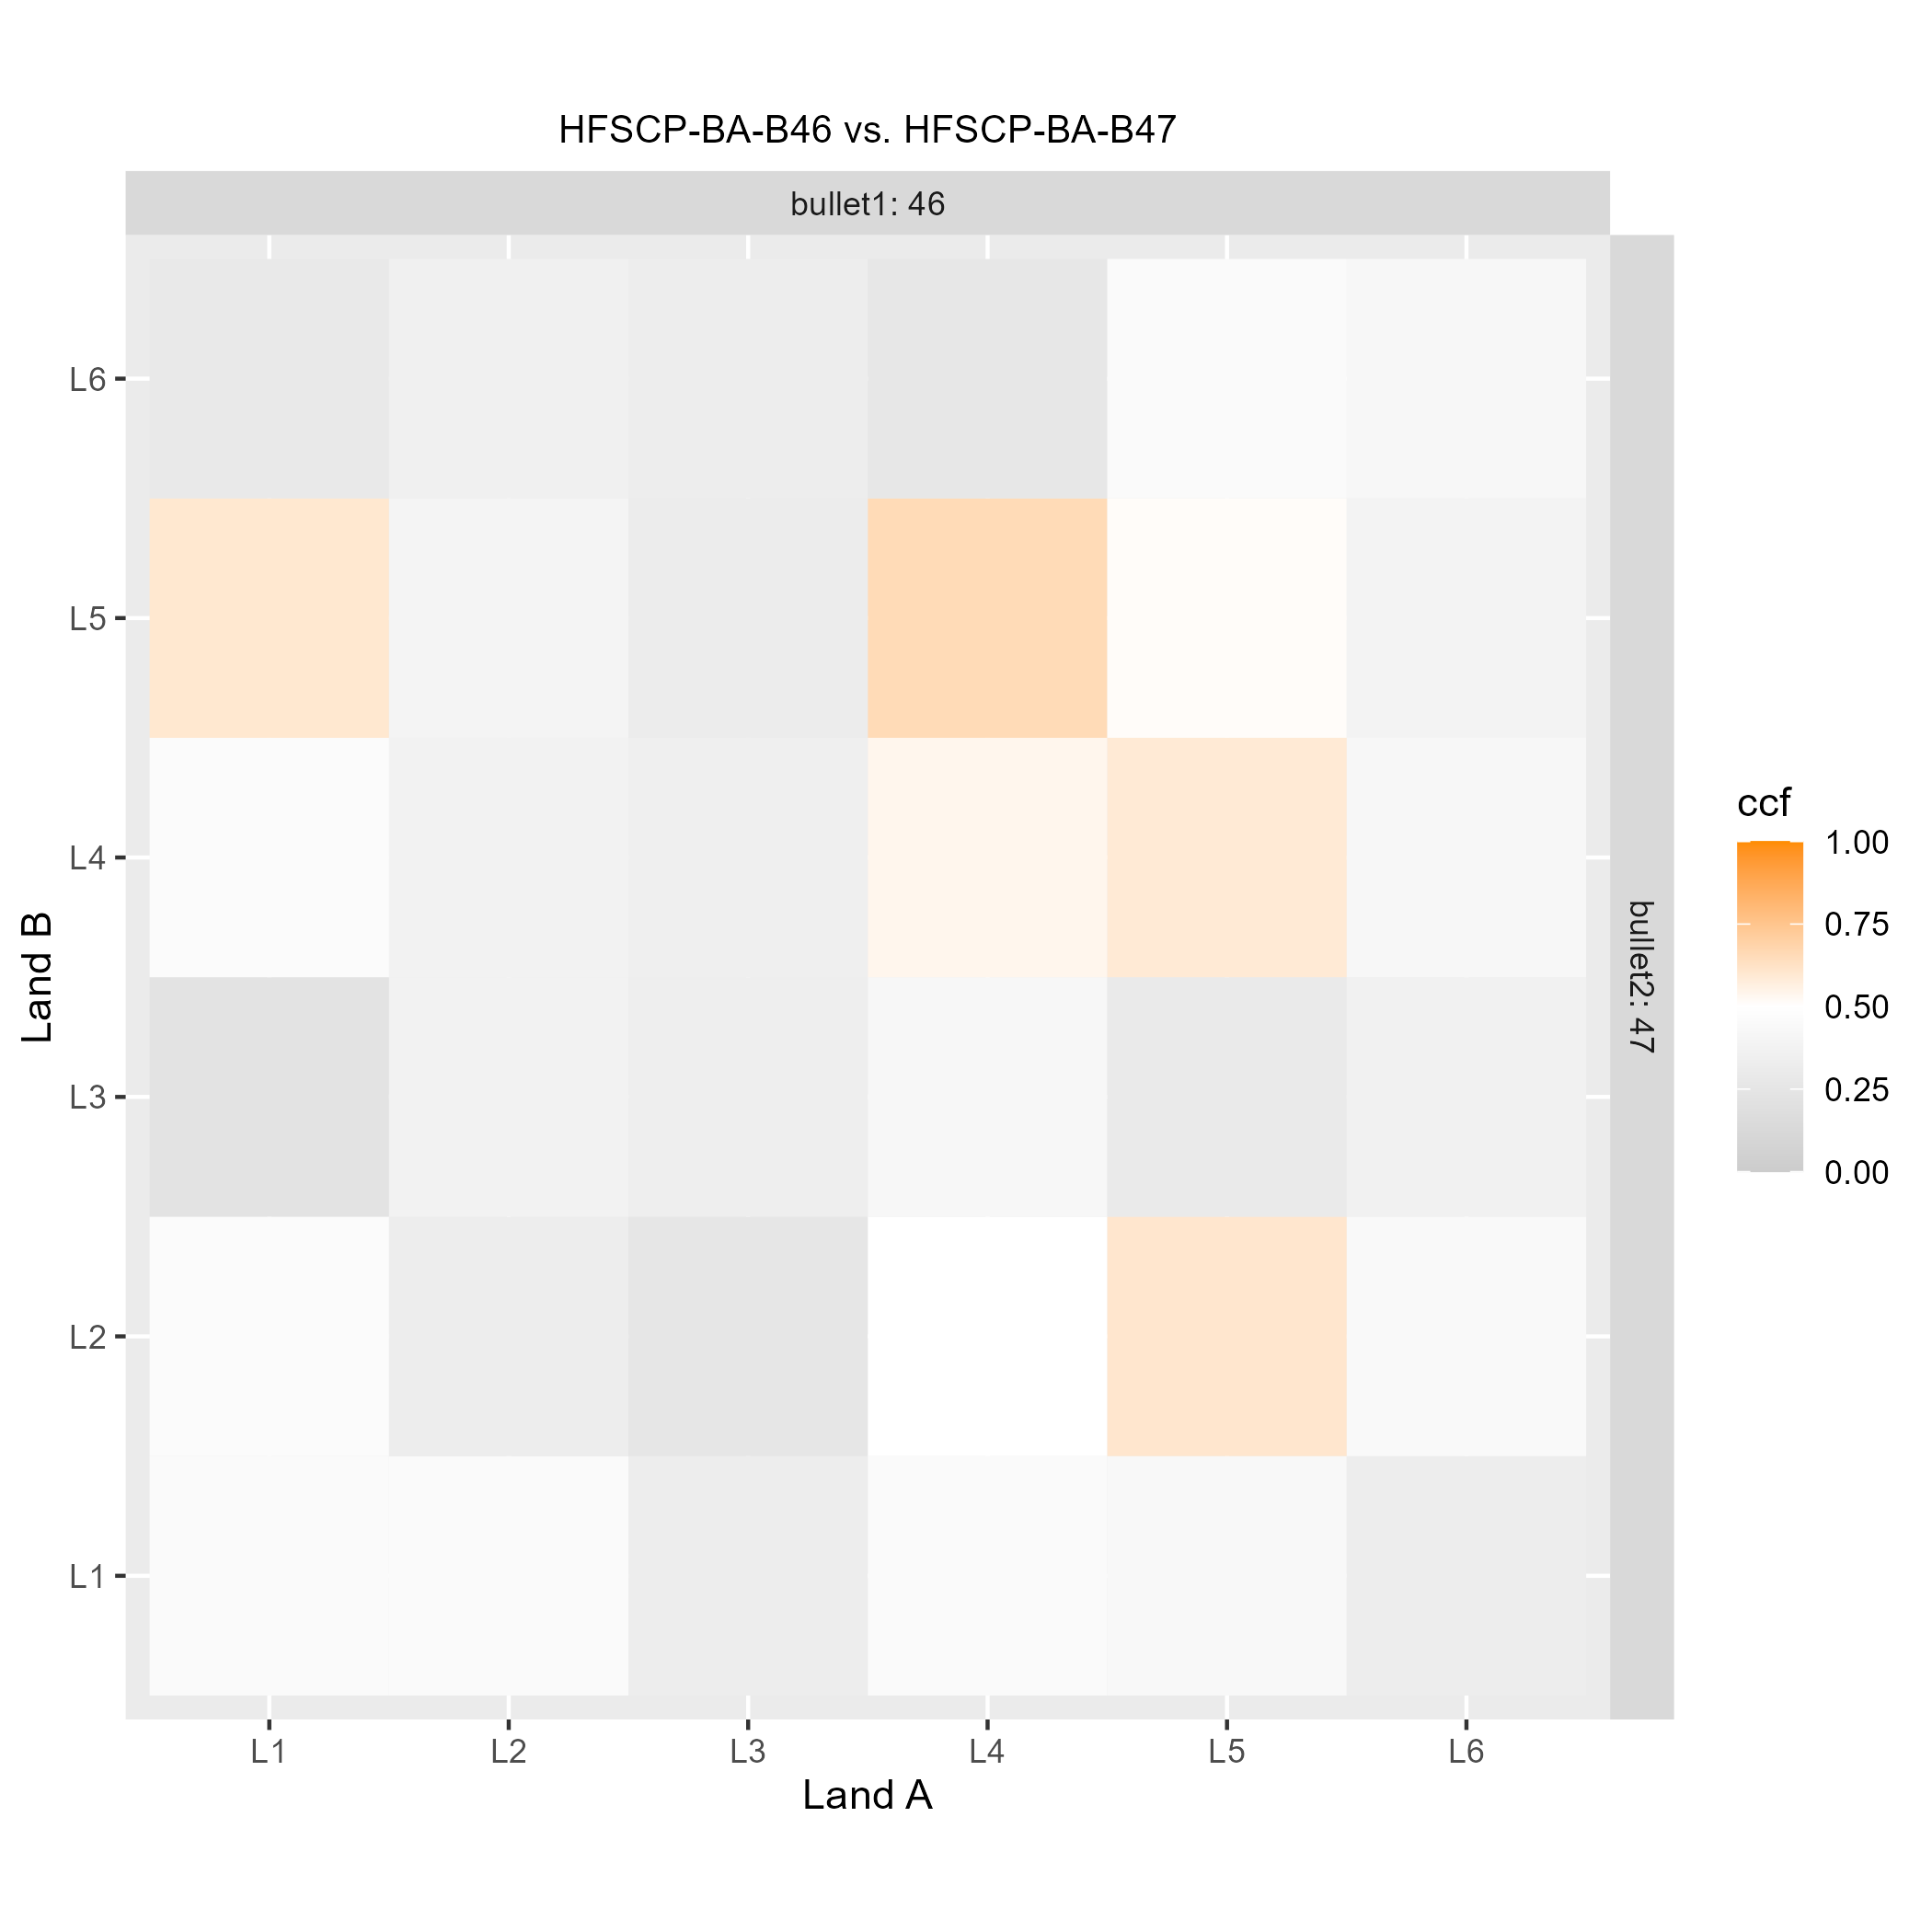 HFSCP-BA-B46 vs. HFSCP-BA-B47
bullet1: 46
L6
L5
L4
L3
L2
L1
Land B
bullet2: 47
L1 L2 L3 L4 L5 L6
Land A
ccf
1.00
0.75
0.50
0.25
0.00